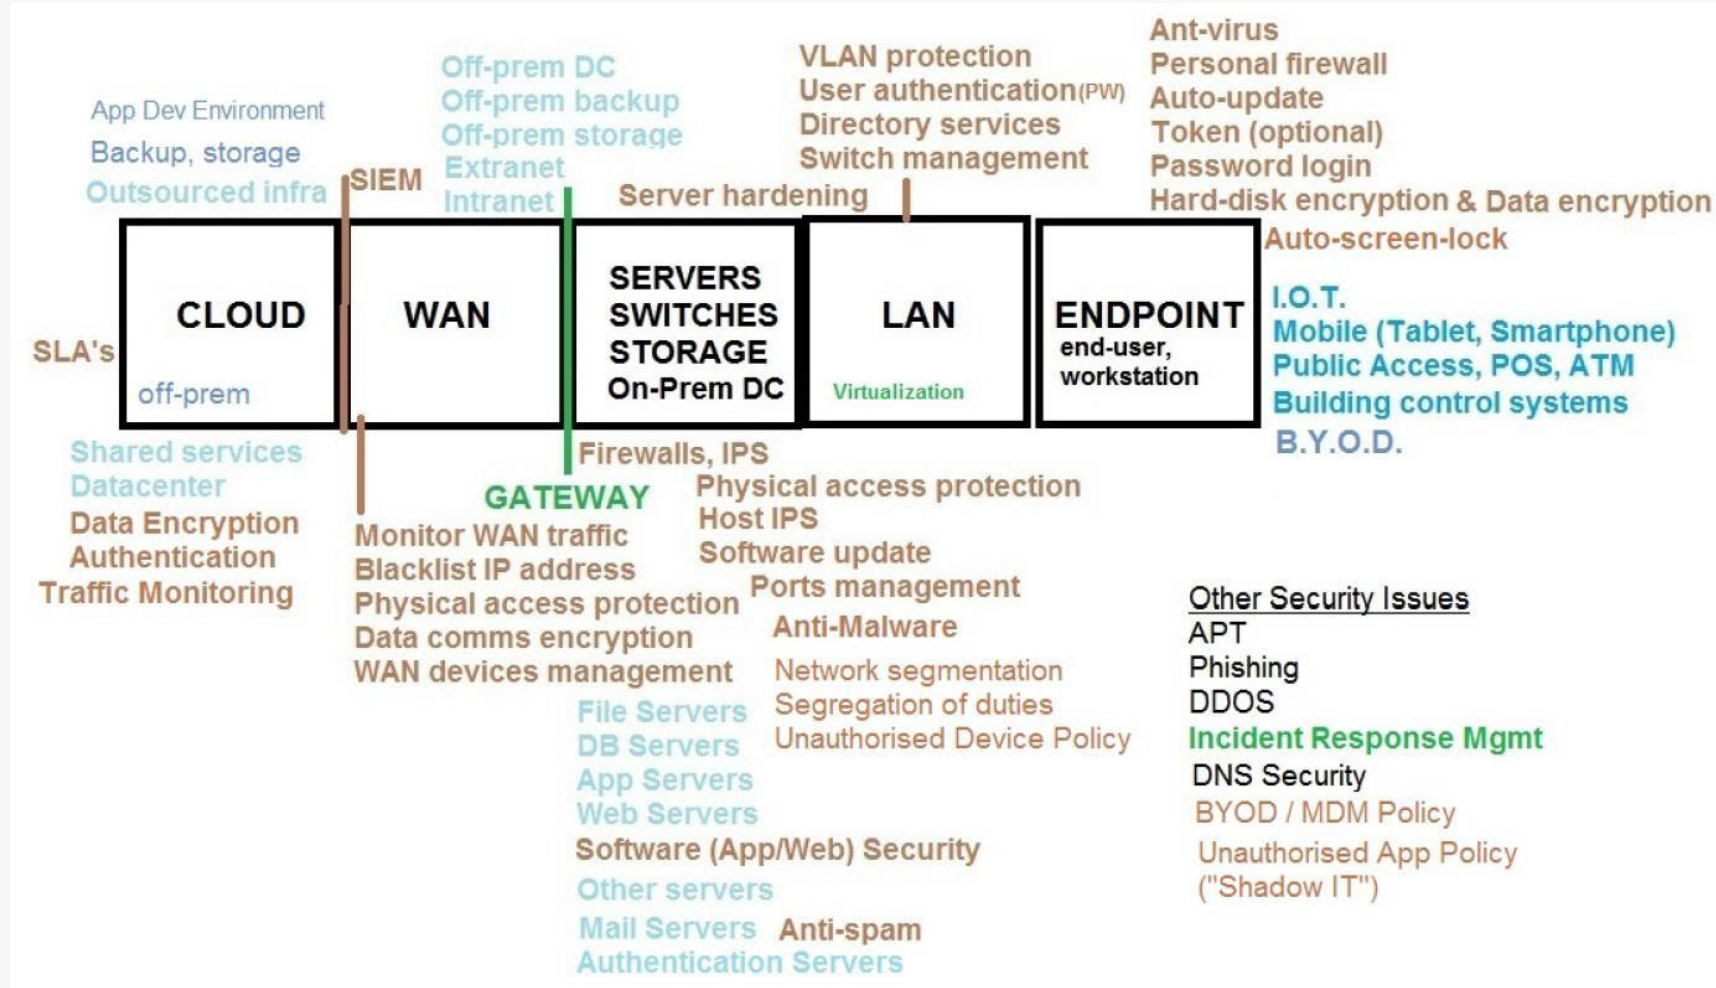 App Dev Environment
Backup, storage
Outsourced infra
SIEM
Off-prem DC
Off-prem backup
Off-prem storage
Extranet
Intranet
Server hardening
VLAN protection
User authentication(PW)
Directory services
Switch management
Ant-virus
Personal firewall
Auto-update
Token (optional)
Password login
Hard-disk encryption & Data encryption
Auto-screen-lock
SLA's
CLOUD
off-prem
WAN
SERVERS
SWITCHES
STORAGE
On-Prem DC
LAN
Virtualization
ENDPOINT
end-user,
workstation
I.O.T.
Mobile (Tablet, Smartphone)
Public Access, POS, ATM
Building control systems
B.Y.O.D.
Shared services
Datacenter
Data Encryption
Authentication
Traffic Monitoring
GATEWAY
Monitor WAN traffic
Blacklist IP address
Physical access protection
Data comms encryption
WAN devices management
Firewalls, IPS
Physical access protection
Host IPS
Software update
Ports management
Anti-Malware
Network segmentation
Segregation of duties
Unauthorised Device Policy
File Servers
DB Servers
App Servers
Web Servers
Software (App/Web) Security
Other servers
Mail Servers Anti-spam
Authentication Servers
Other Security Issues
APT
Phishing
DDOS
Incident Response Mgmt
DNS Security
BYOD / MDM Policy
Unauthorised App Policy
("Shadow IT")